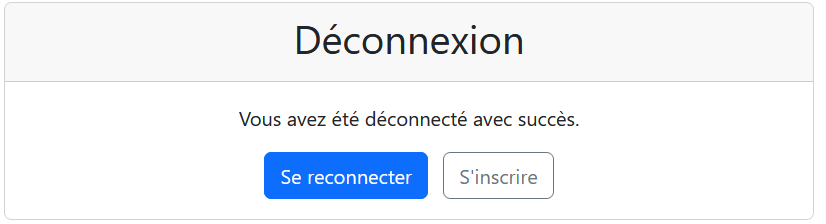 Déconnexion
Vous avez été déconnecté avec succès.
Se reconnecter S'inscrire